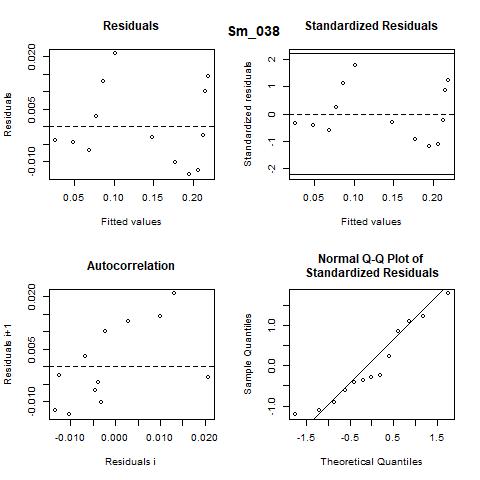 Sm_038
Residuals
Residuals
-0.010 0.005 0.020
0.05 0.10 0.15 0.20
Fitted values
Standardized Residuals
Standardized residuals
-2 -1 0 1 2
0.05 0.10 0.15 0.20
Fitted values
Autocorrelation
Residuals i+1
-0.010 0.005 0.020
-0.010 0.000 0.010 0.020
Residuals i
Normal Q-Q Plot of
Standardized Residuals
Sample Quantiles
-1.0 0.0 1.0
-1.5 -0.5 0.5 1.5
Theoretical Quantiles